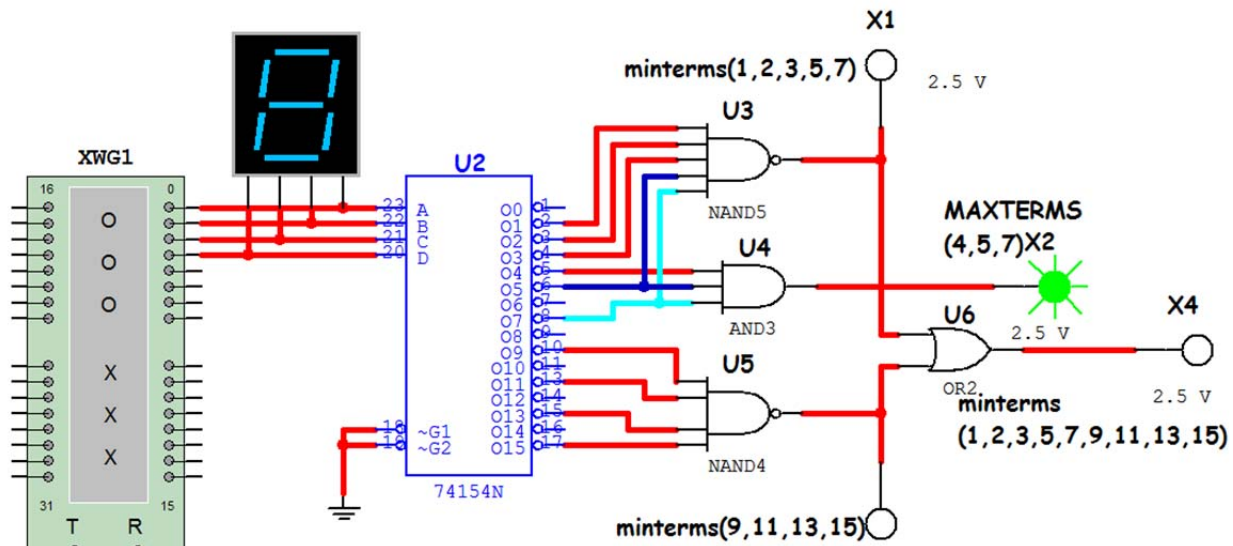 X1
minterms(1,2,3,5,7)
2.5 V
U3
XWG1
U2
16
0
O
O
O
X
X
X
31
15
T
R
23
22
21
20
A
B
C
D
O0
O1
O2
O3
O4
O5
O6
O7
O8
O9
O10
O11
O12
O13
O14
O15
1
2
3
4
5
6
7
8
9
10
11
13
14
15
16
17
18
19
~G1
~G2
74154N
NAND5
U4
AND3
MAXTERMS
(4,5,7)X2
2.5 V
U6
X4
OR2
2.5 V
U5
NAND4
minterms
(1,2,3,5,7,9,11,13,15)
minterms(9,11,13,15)